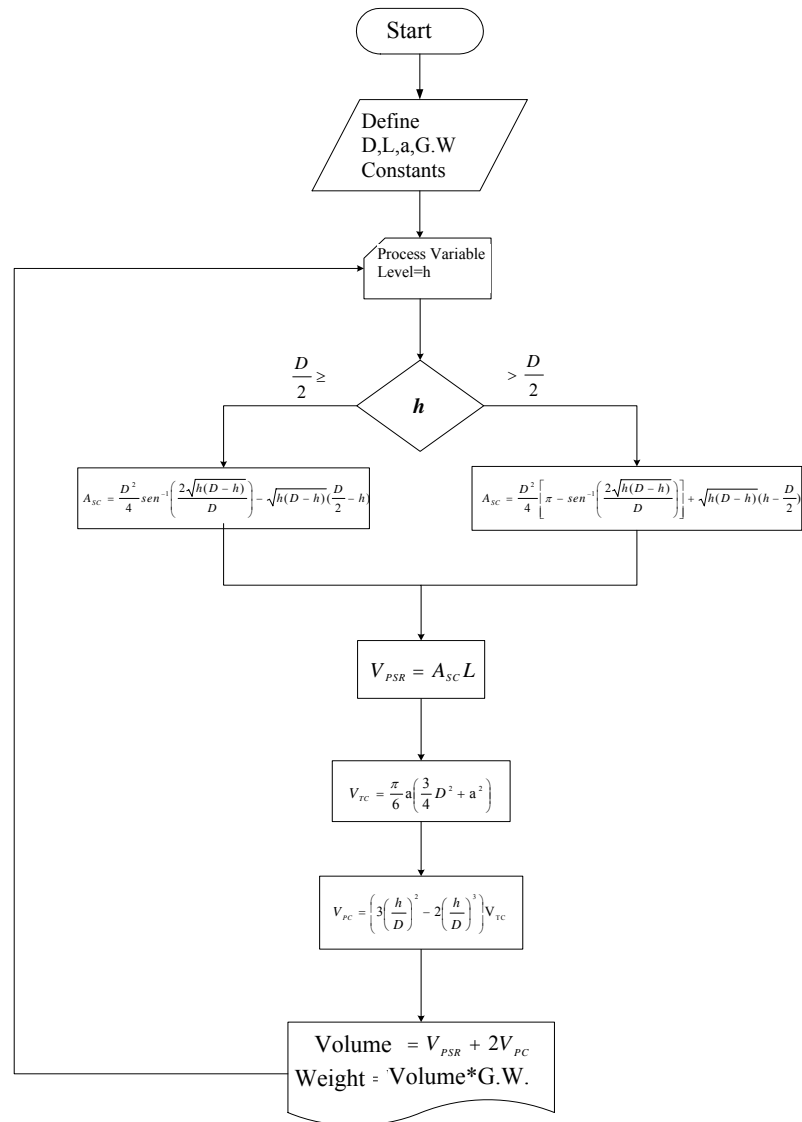 Start
Define
D,L,a,G.W
Constants
Process Variable
Level=h
D/2 ≥
> D/2
h
A_SC = D²/4 sen⁻¹(2√(h(D−h))/D) − √(h(D−h))(D/2 − h)
A_SC = D²/4 [π − sen⁻¹(2√(h(D−h))/D)] + √(h(D−h))(h − D/2)
V_PSR = A_SC L
V_TC = π/6 a(3/4 D² + a²)
V_PC = (3(h/D)² − 2(h/D)³)V_TC
Volume = V_PSR + 2V_PC
Weight = Volume*G.W.